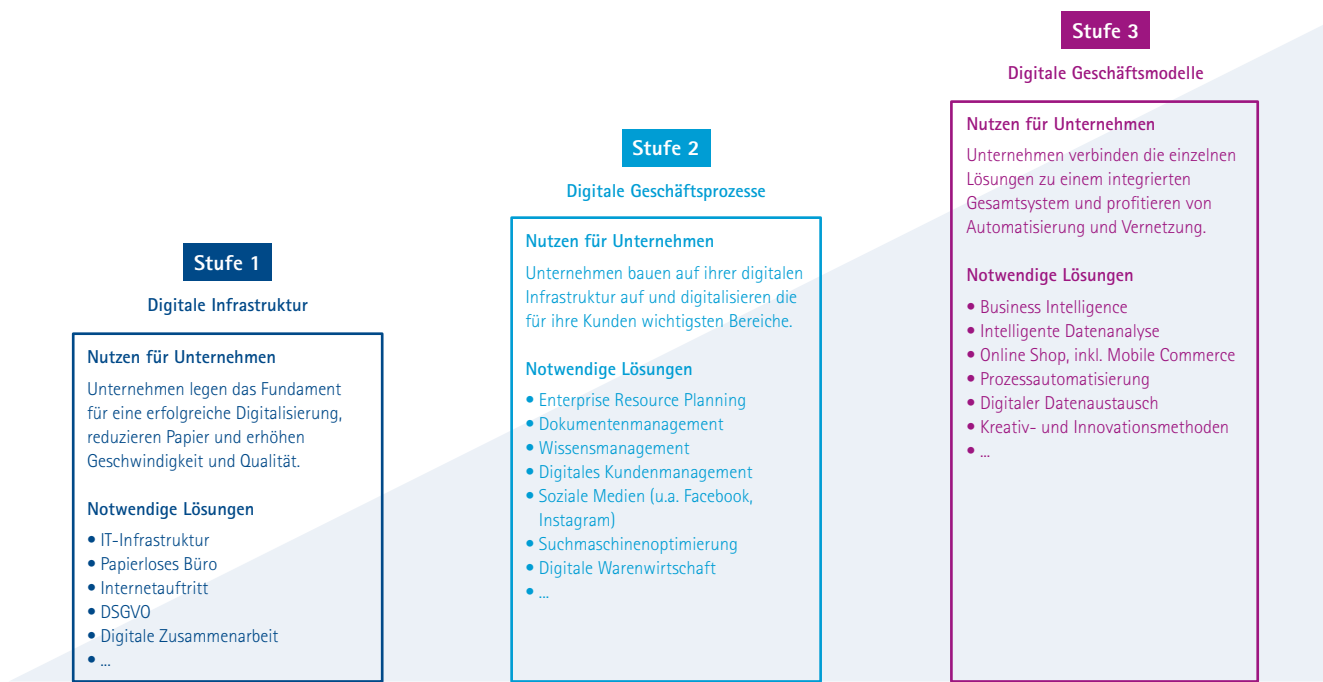 Stufe 1
Digitale Infrastruktur
Nutzen für Unternehmen
Unternehmen legen das Fundament
für eine erfolgreiche Digitalisierung,
reduzieren Papier und erhöhen
Geschwindigkeit und Qualität.
Notwendige Lösungen
• IT-Infrastruktur
• Papierloses Büro
• Internetauftritt
• DSGVO
• Digitale Zusammenarbeit
• ...
Stufe 2
Digitale Geschäftsprozesse
Nutzen für Unternehmen
Unternehmen bauen auf ihrer digitalen
Infrastruktur auf und digitalisieren die
für ihre Kunden wichtigsten Bereiche.
Notwendige Lösungen
• Enterprise Resource Planning
• Dokumentenmanagement
• Wissensmanagement
• Digitales Kundenmanagement
• Soziale Medien (u.a. Facebook,
Instagram)
• Suchmaschinenoptimierung
• Digitale Warenwirtschaft
• ...
Stufe 3
Digitale Geschäftsmodelle
Nutzen für Unternehmen
Unternehmen verbinden die einzelnen
Lösungen zu einem integrierten
Gesamtsystem und profitieren von
Automatisierung und Vernetzung.
Notwendige Lösungen
• Business Intelligence
• Intelligente Datenanalyse
• Online Shop, inkl. Mobile Commerce
• Prozessautomatisierung
• Digitaler Datenaustausch
• Kreativ- und Innovationsmethoden
• ...